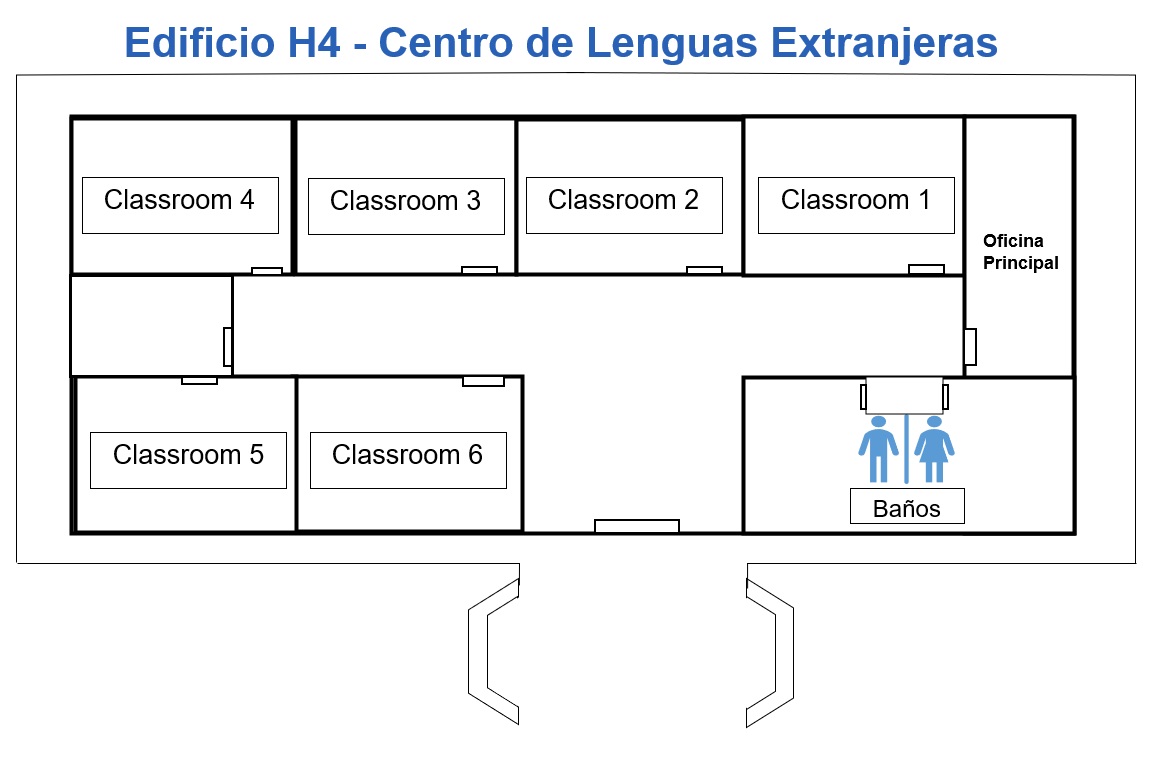 Edificio H4 - Centro de Lenguas Extranjeras
Classroom 4
Classroom 3
Classroom 2
Classroom 1
Oficina
Principal
Classroom 5
Classroom 6
Baños